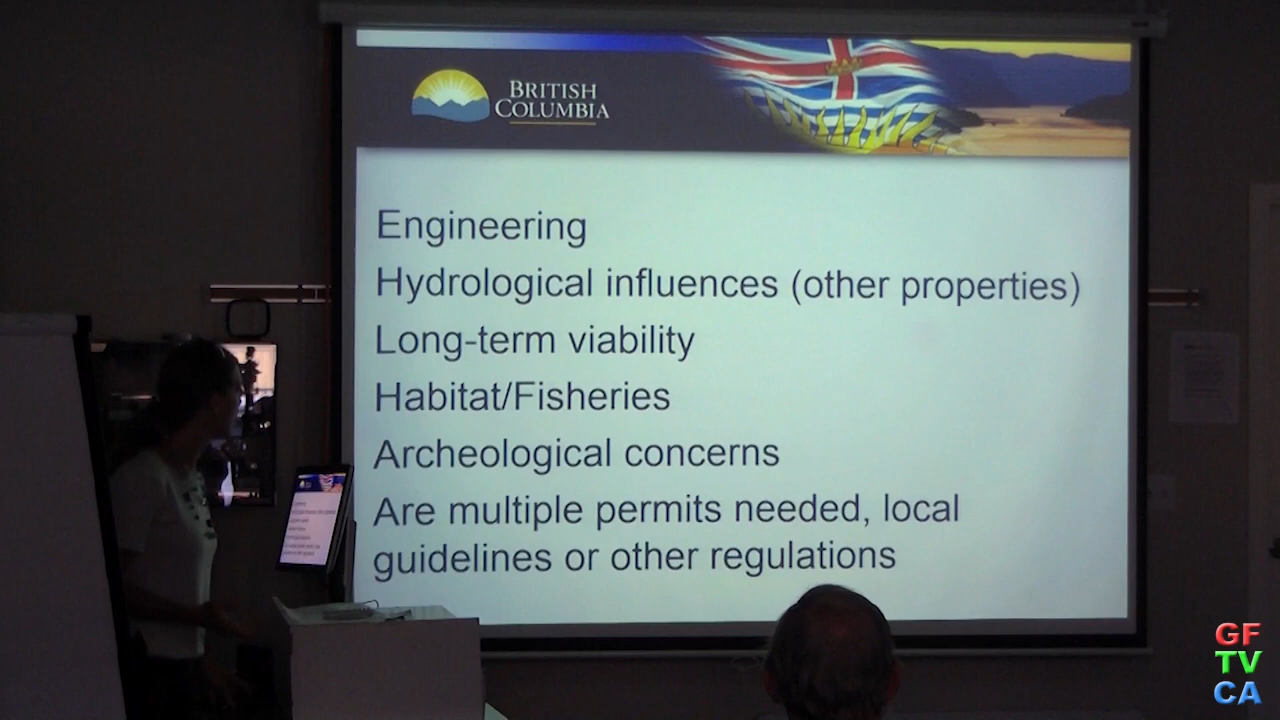 BRITISH
COLUMBIA
Engineering
Hydrological influences (other properties)
Long-term viability
Habitat/Fisheries
Archeological concerns
Are multiple permits needed, local
guidelines or other regulations
GF
TV
CA